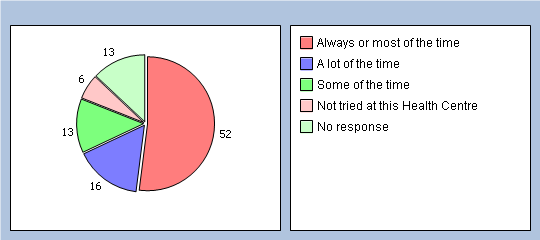 13
6
13
16
52
Always or most of the time
A lot of the time
Some of the time
Not tried at this Health Centre
No response